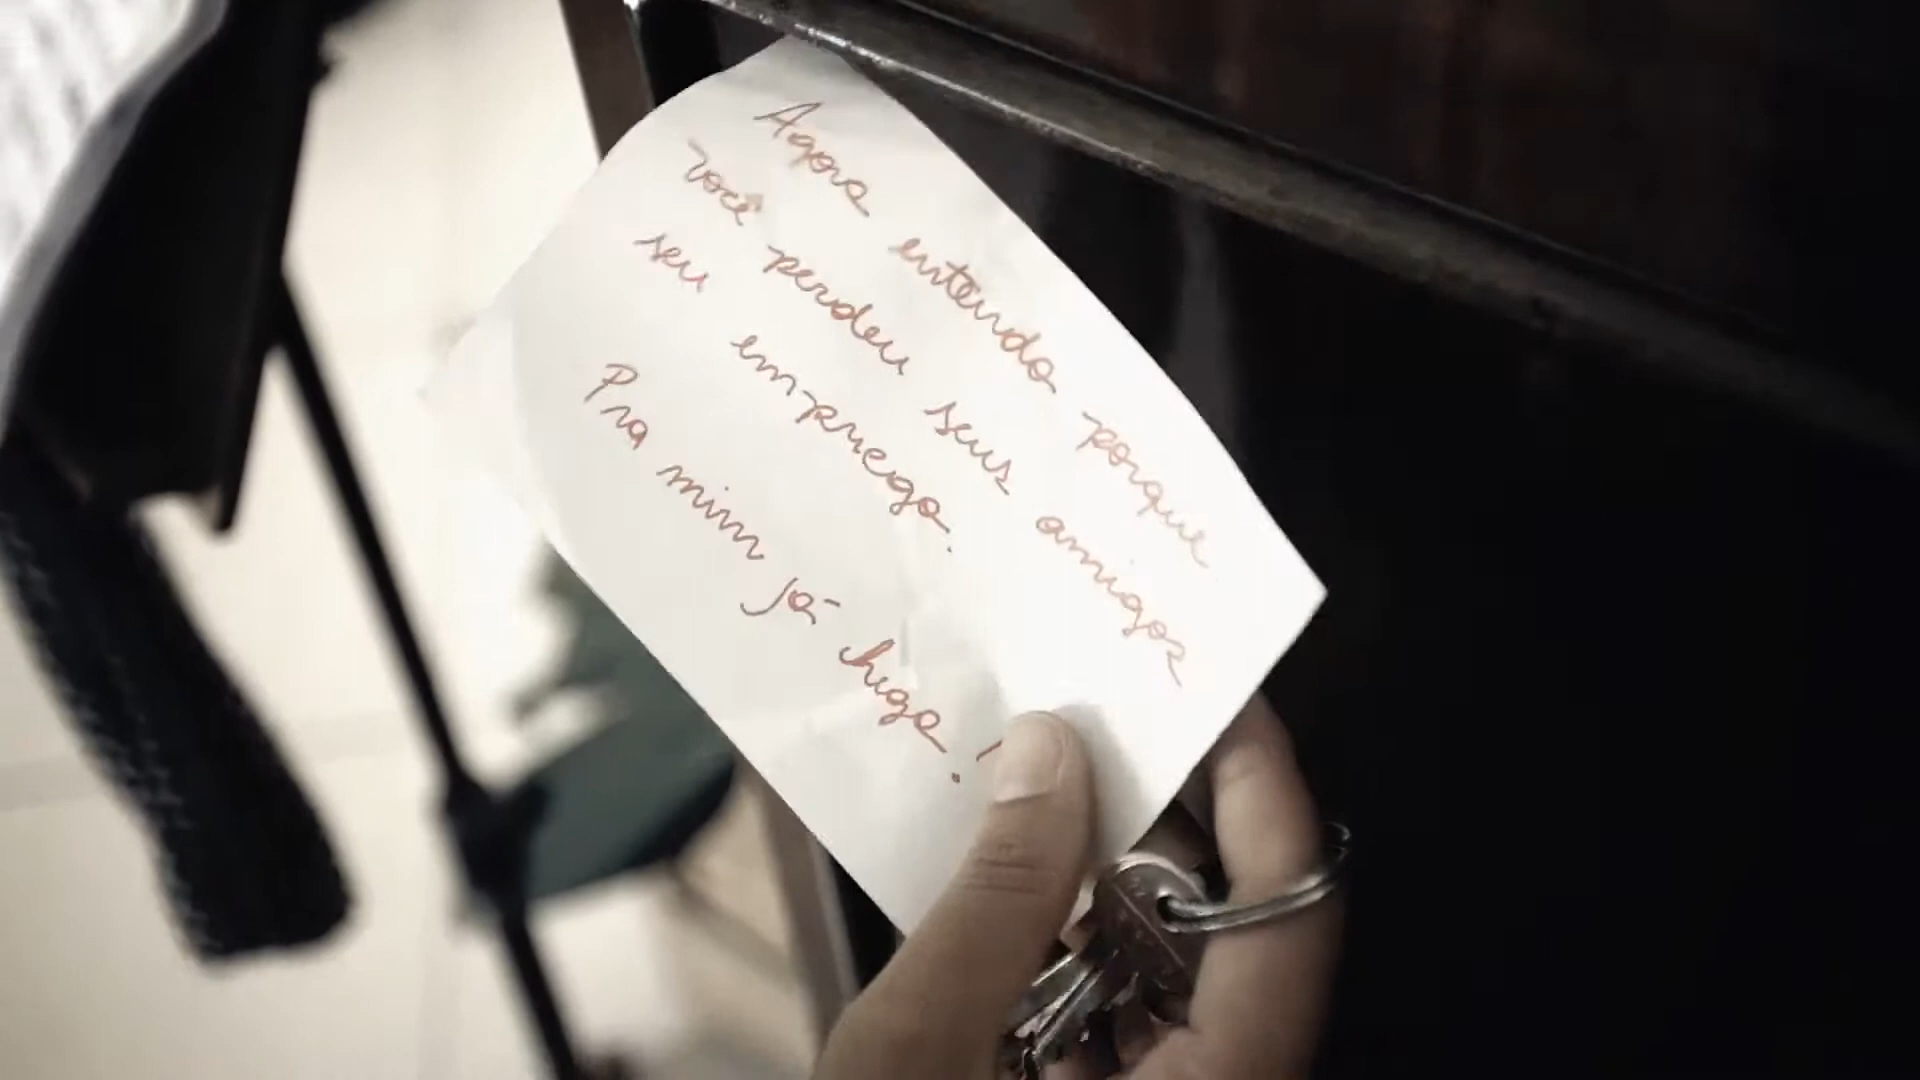 Agora entendo porque
você perdeu seus amigos
seu emprego.
Pra mim já chega!